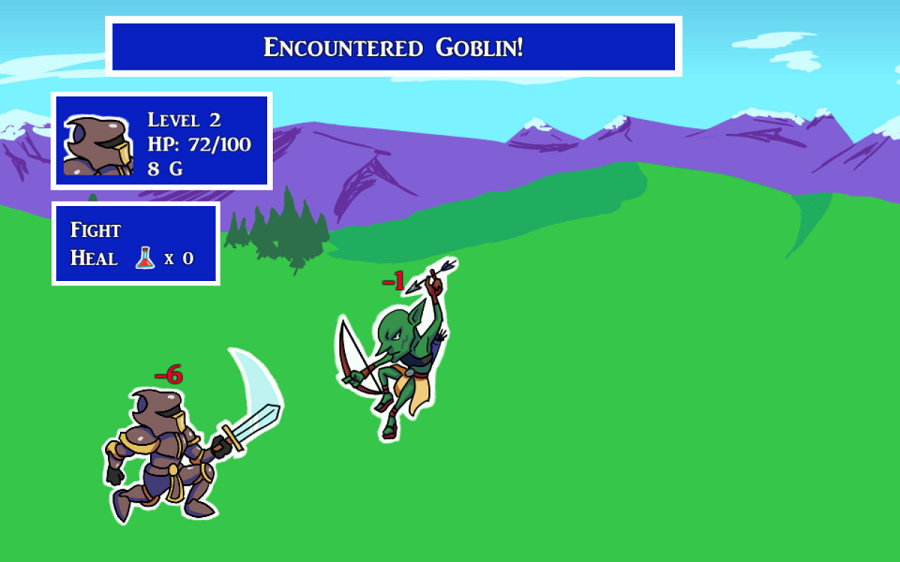 Encountered Goblin!
Level 2
HP: 72/100
8 G
Fight
Heal x 0
-1
-6